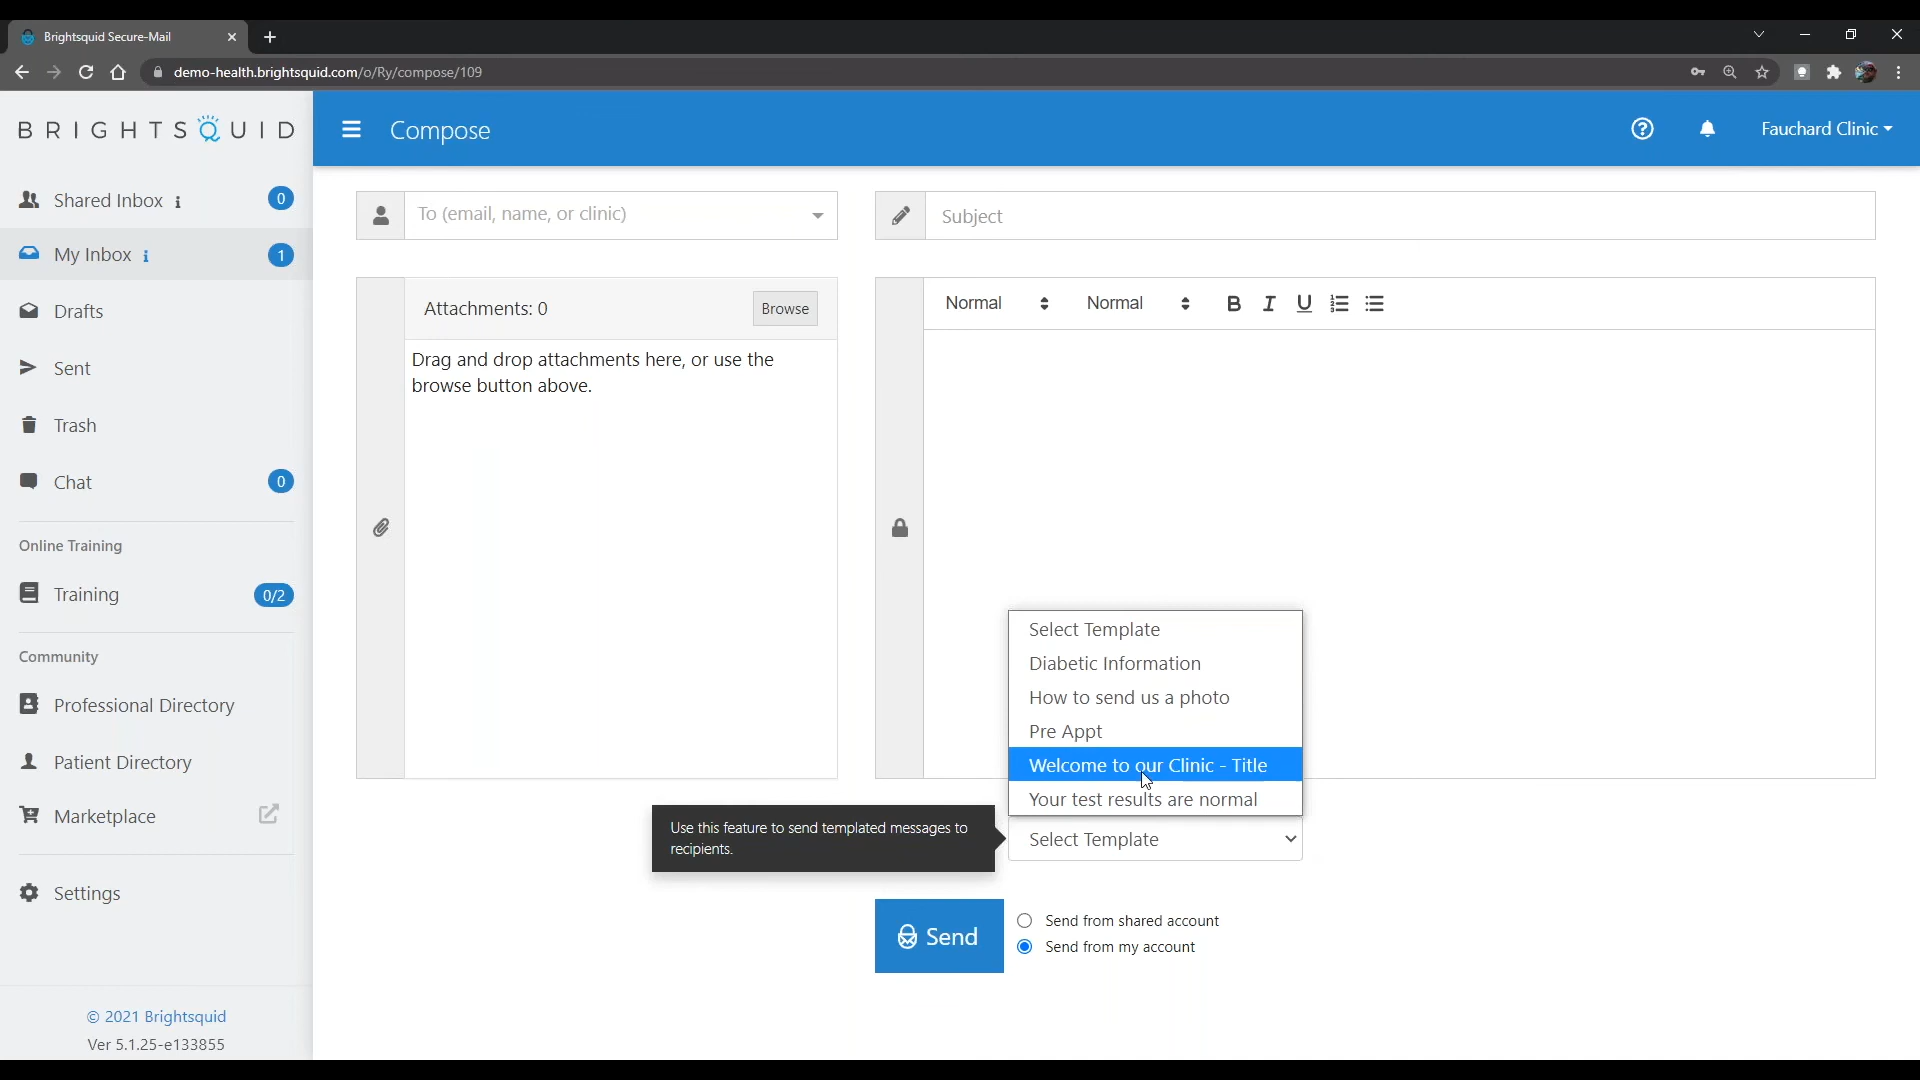 Brightsquid Secure-Mail
demo-health.brightsquid.com/o/Ry/compose/109
BRIGHTSQUID
Compose
Fauchard Clinic
Shared Inbox
0
My Inbox
1
Drafts
Sent
Trash
Chat
0
Online Training
Training
0/2
Community
Professional Directory
Patient Directory
Marketplace
Settings
© 2021 Brightsquid
Ver 5.1.25-e133855
To (email, name, or clinic)
Subject
Attachments: 0
Browse
Drag and drop attachments here, or use the
browse button above.
Normal
Normal
B I U
Select Template
Diabetic Information
How to send us a photo
Pre Appt
Welcome to our Clinic - Title
Your test results are normal
Use this feature to send templated messages to
recipients.
Select Template
Send
Send from shared account
Send from my account